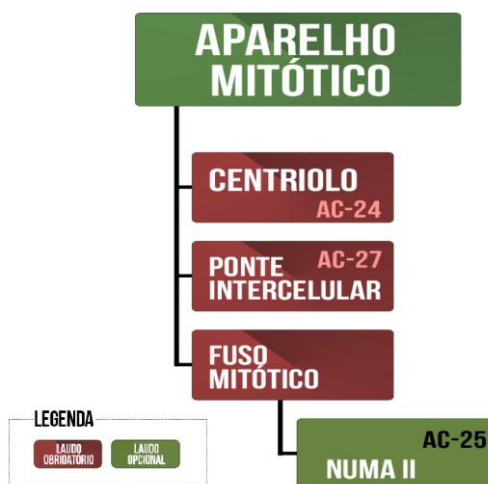 APARELHO
MITÓTICO
CENTRIOLO
AC-24
PONTE AC-27
INTERCELULAR
FUSO
MITÓTICO
AC-25
NUMA II
LEGENDA
LAUDO
OBRIGATÓRIO
LAUDO
OPCIONAL